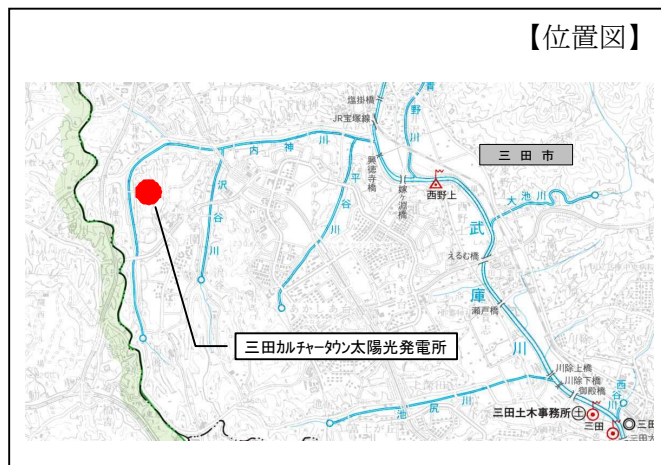 【位置図】
塩掛橋
JR宝塚線
青野川
内神川
興徳寺橋
嫁ヶ淵橋
西野上
三田市
大池川
沢谷川
平谷川
武庫川
えるむ橋
瀬戸橋
三田カルチャータウン太陽光発電所
川除上橋
川除下橋
御殿橋
西谷川
池尻川
三田土木事務所
三田